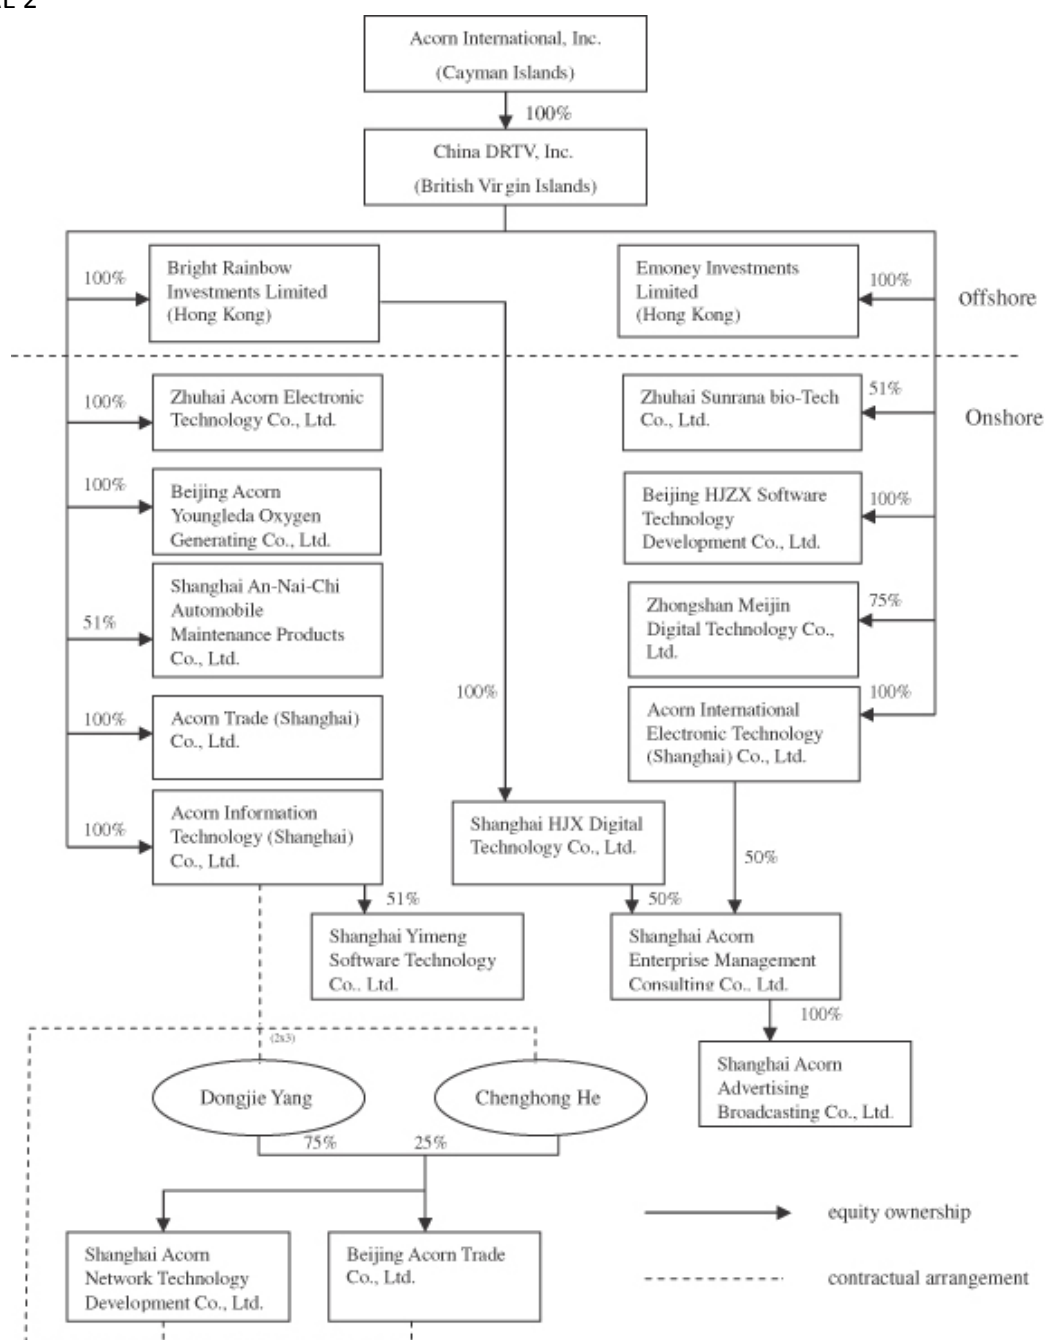 Acorn International, Inc.
(Cayman Islands)
100%
China DRTV, Inc.
(British Virgin Islands)
100%
Bright Rainbow
Investments Limited
(Hong Kong)
Emoney Investments
Limited
(Hong Kong)
100%
Offshore
100%
Zhuhai Acorn Electronic
Technology Co., Ltd.
Zhuhai Sunrana bio-Tech
Co., Ltd.
51%
Onshore
100%
Beijing Acorn
Youngleda Oxygen
Generating Co., Ltd.
Beijing HJZX Software
Technology
Development Co., Ltd.
100%
51%
Shanghai An-Nai-Chi
Automobile
Maintenance Products
Co., Ltd.
Zhongshan Meijin
Digital Technology Co.,
Ltd.
75%
100%
100%
Acorn Trade (Shanghai)
Co., Ltd.
Acorn International
Electronic Technology
(Shanghai) Co., Ltd.
100%
100%
Acorn Information
Technology (Shanghai)
Co., Ltd.
Shanghai HJX Digital
Technology Co., Ltd.
50%
51%
50%
Shanghai Yimeng
Software Technology
Co., Ltd.
Shanghai Acorn
Enterprise Management
Consulting Co., Ltd.
100%
(2x3)
Shanghai Acorn
Advertising
Broadcasting Co., Ltd.
Dongjie Yang
Chenghong He
75%
25%
equity ownership
Shanghai Acorn
Network Technology
Development Co., Ltd.
Beijing Acorn Trade
Co., Ltd.
contractual arrangement